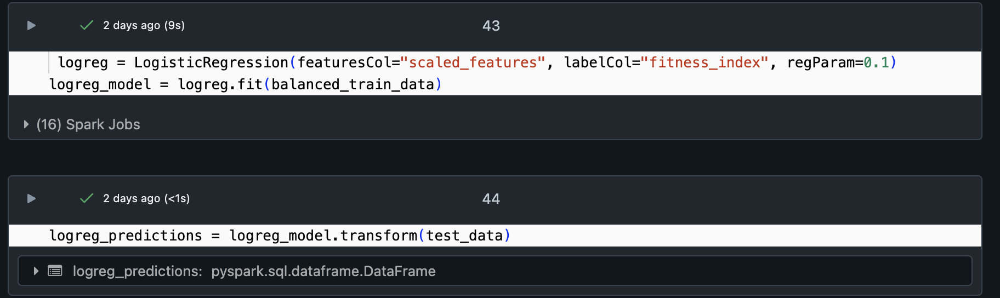 2 days ago (9s)
43
logreg = LogisticRegression(featuresCol="scaled_features", labelCol="fitness_index", regParam=0.1)
logreg_model = logreg.fit(balanced_train_data)
(16) Spark Jobs
2 days ago (<1s)
44
logreg_predictions = logreg_model.transform(test_data)
logreg_predictions: pyspark.sql.dataframe.DataFrame